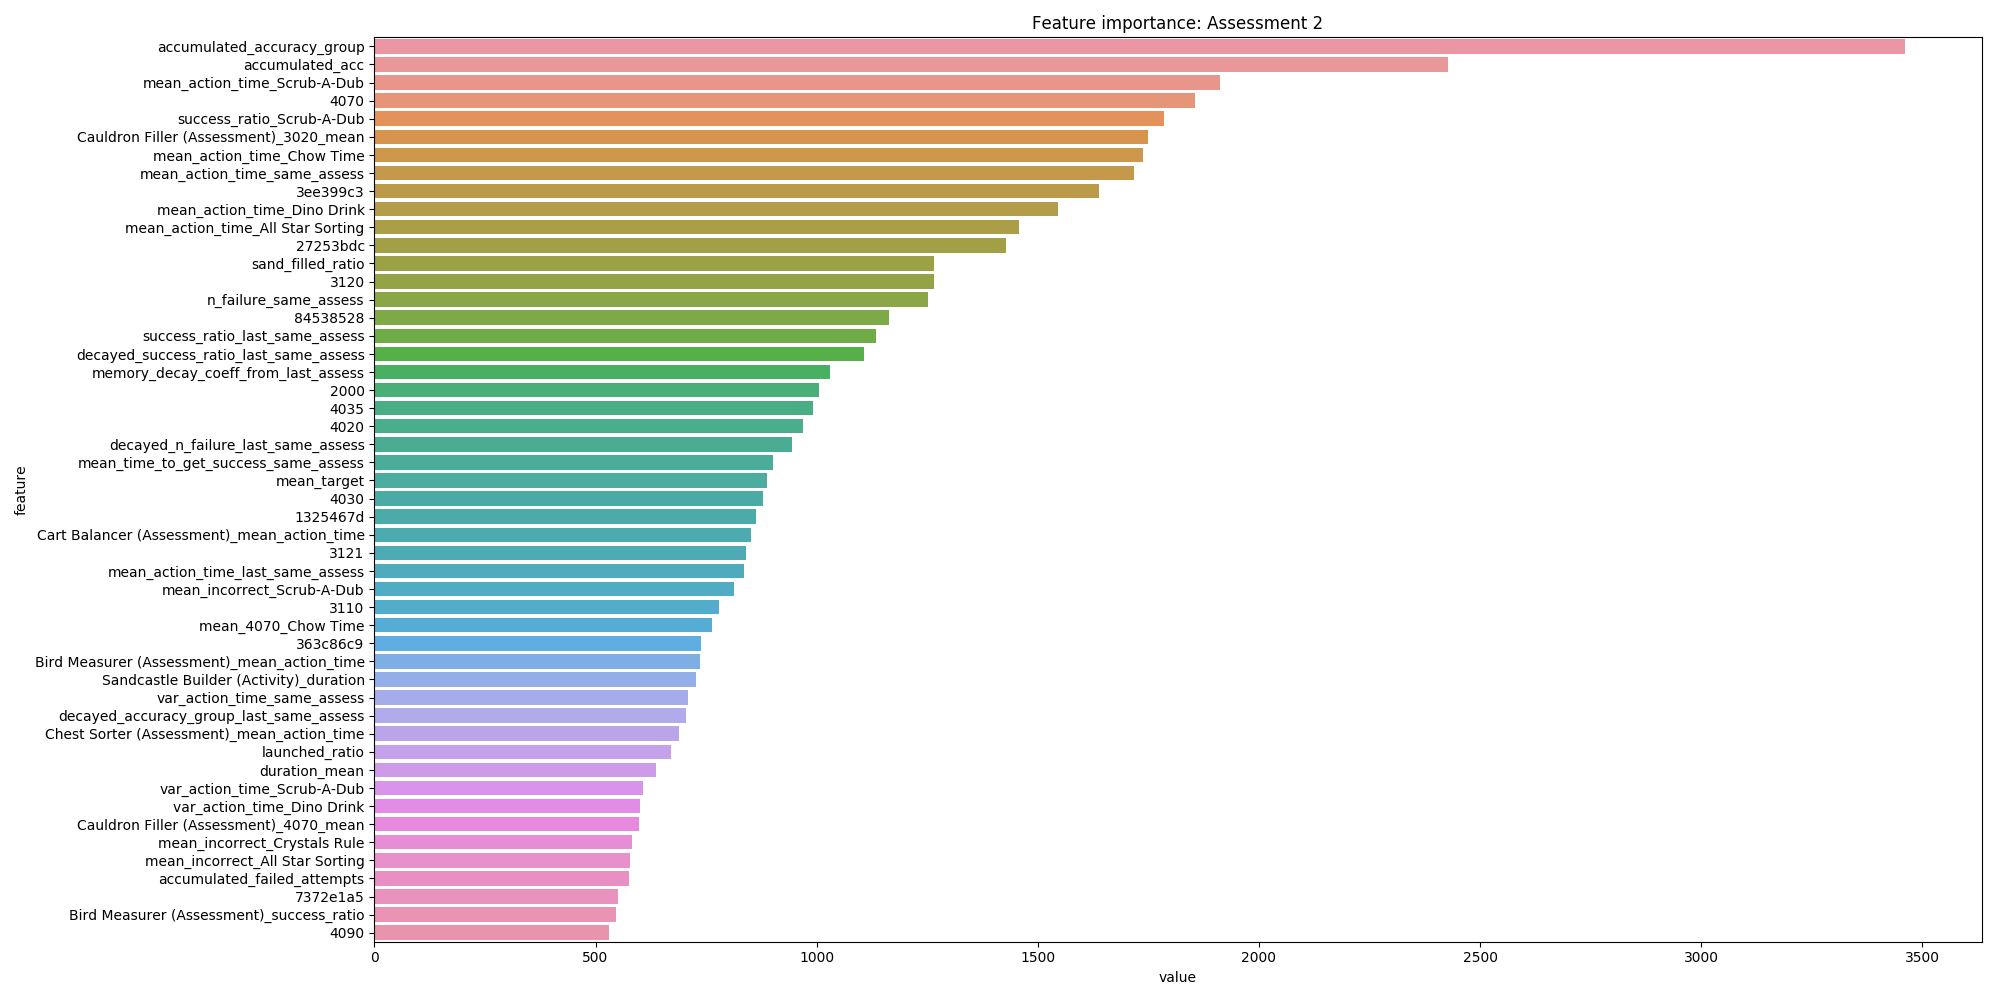 Feature importance: Assessment 2
accumulated_accuracy_group
accumulated_acc
mean_action_time_Scrub-A-Dub
4070
success_ratio_Scrub-A-Dub
Cauldron Filler (Assessment)_3020_mean
mean_action_time_Chow Time
mean_action_time_same_assess
3ee399c3
mean_action_time_Dino Drink
mean_action_time_All Star Sorting
27253bdc
sand_filled_ratio
3120
n_failure_same_assess
84538528
success_ratio_last_same_assess
decayed_success_ratio_last_same_assess
memory_decay_coeff_from_last_assess
2000
4035
4020
decayed_n_failure_last_same_assess
mean_time_to_get_success_same_assess
mean_target
4030
1325467d
Cart Balancer (Assessment)_mean_action_time
3121
mean_action_time_last_same_assess
mean_incorrect_Scrub-A-Dub
3110
mean_4070_Chow Time
363c86c9
Bird Measurer (Assessment)_mean_action_time
Sandcastle Builder (Activity)_duration
var_action_time_same_assess
decayed_accuracy_group_last_same_assess
Chest Sorter (Assessment)_mean_action_time
launched_ratio
duration_mean
var_action_time_Scrub-A-Dub
var_action_time_Dino Drink
Cauldron Filler (Assessment)_4070_mean
mean_incorrect_Crystals Rule
mean_incorrect_All Star Sorting
accumulated_failed_attempts
7372e1a5
Bird Measurer (Assessment)_success_ratio
4090
feature
0 500 1000 1500 2000 2500 3000 3500
value